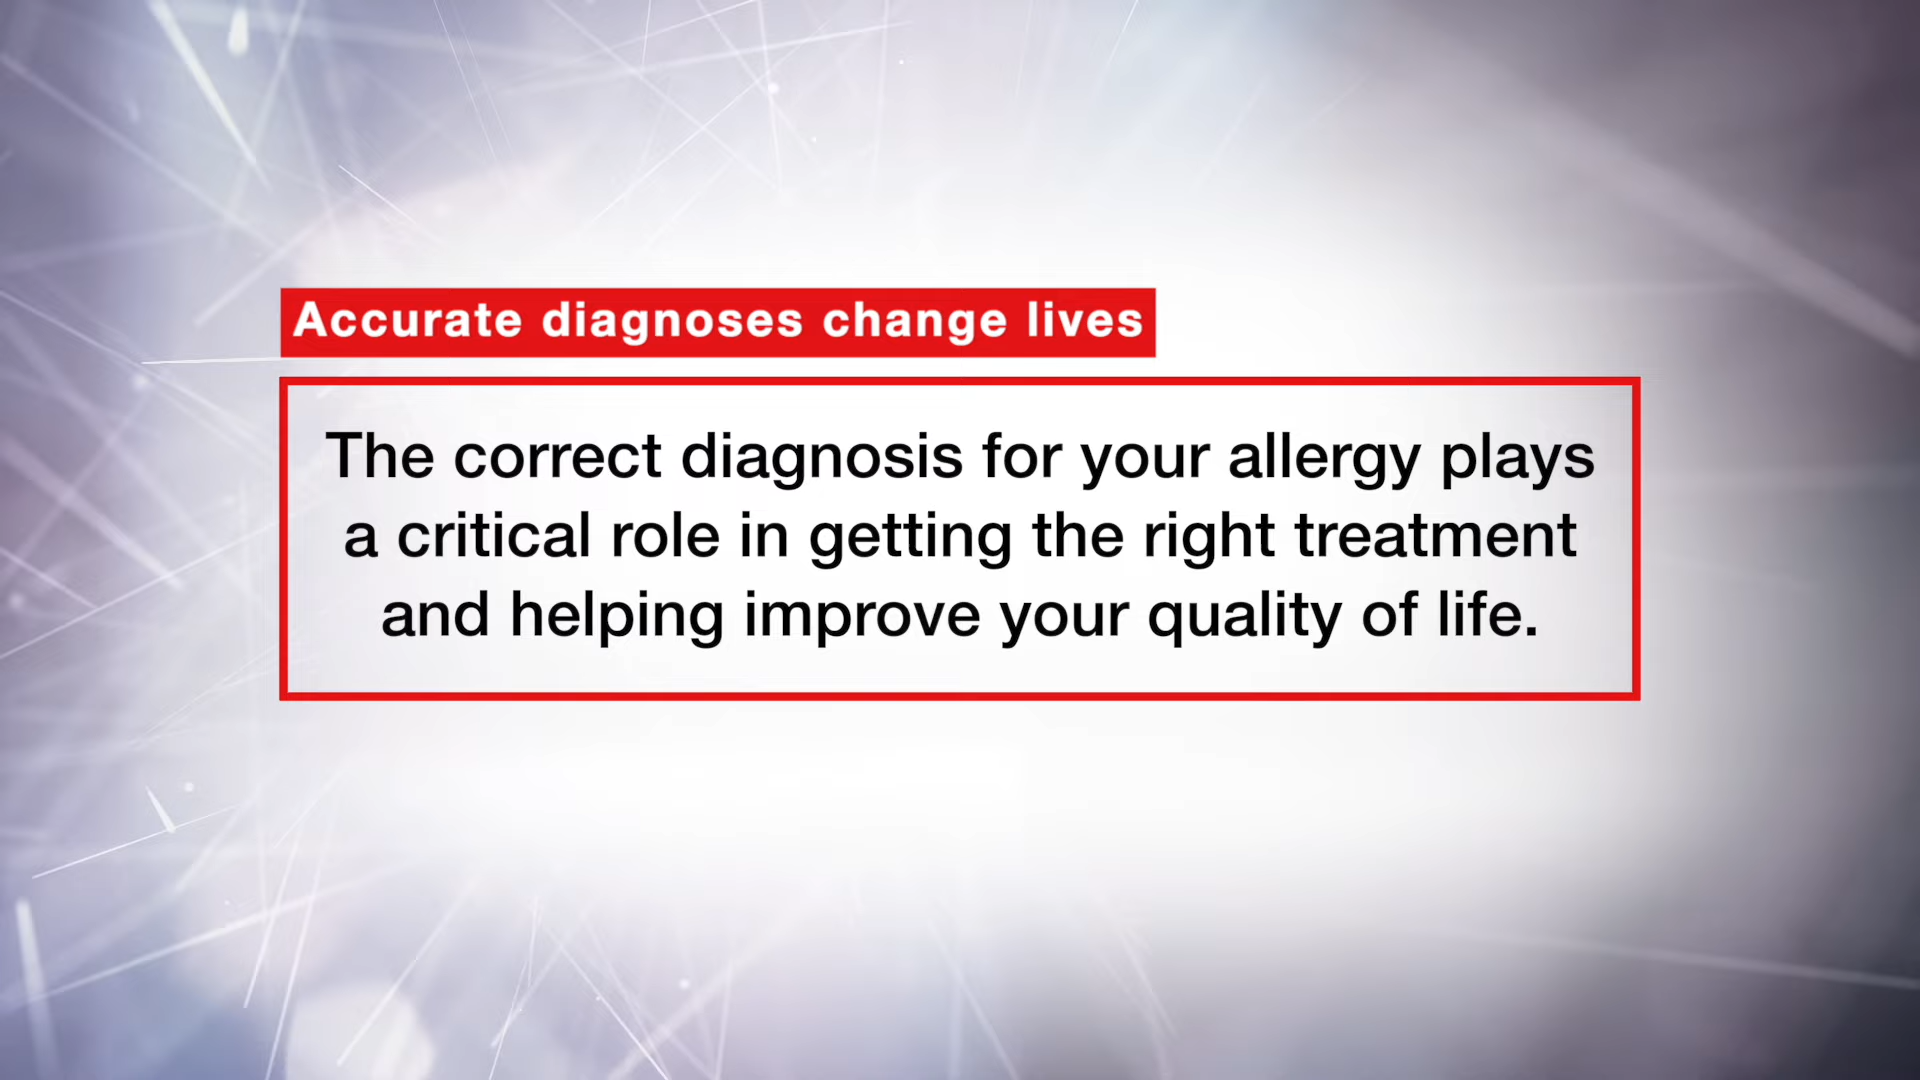 Accurate diagnoses change lives
The correct diagnosis for your allergy plays
a critical role in getting the right treatment
and helping improve your quality of life.